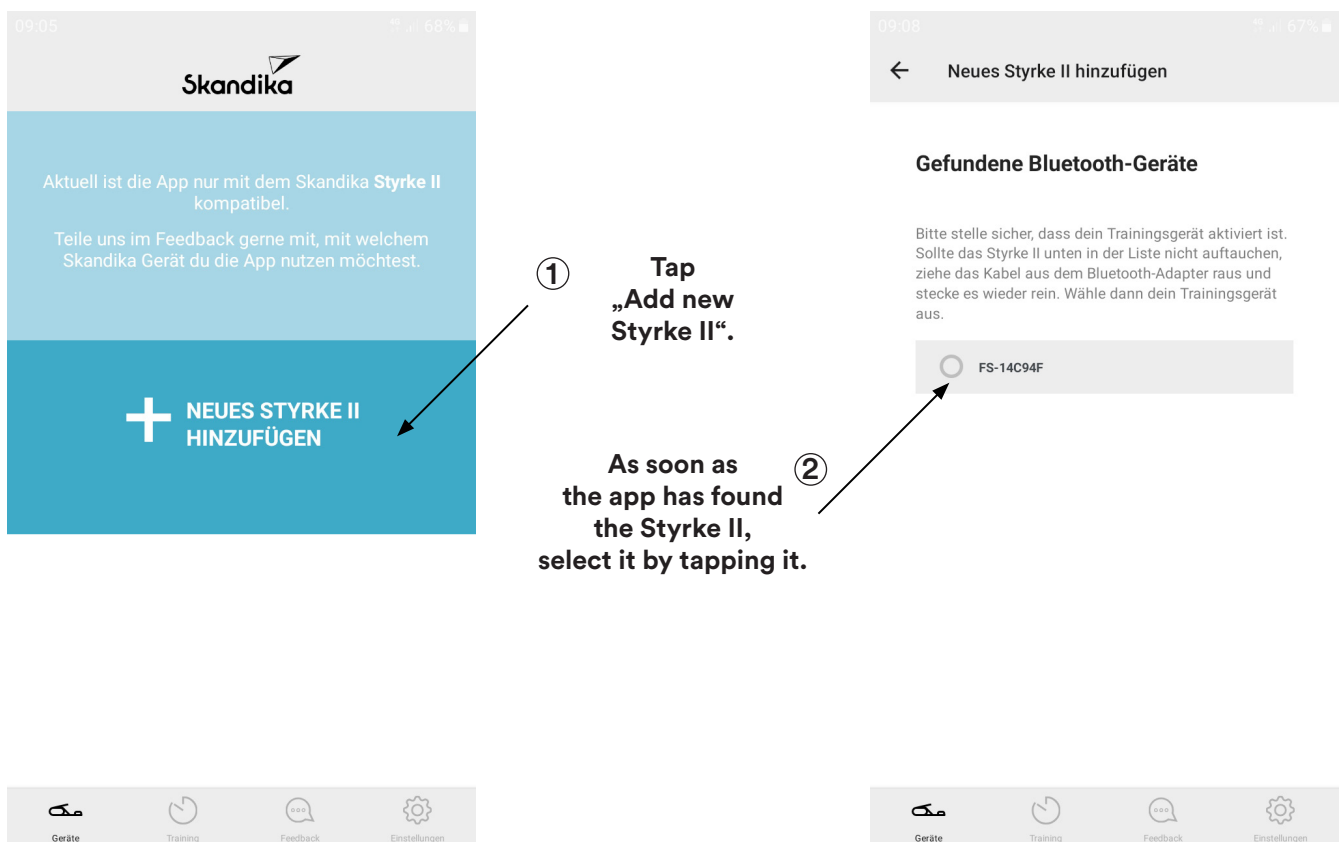 09:05
4G 68%
Skandika
Aktuell ist die App nur mit dem Skandika Styrke II
kompatibel.
Teile uns im Feedback gerne mit, mit welchem
Skandika Gerät du die App nutzen möchtest.
NEUES STYRKE II
HINZUFÜGEN
Geräte
Training
Feedback
Einstellungen
①
Tap
„Add new
Styrke II“.
As soon as
②
the app has found
the Styrke II,
select it by tapping it.
09:08
4G 67%
Neues Styrke II hinzufügen
Gefundene Bluetooth-Geräte
Bitte stelle sicher, dass dein Trainingsgerät aktiviert ist.
Sollte das Styrke II unten in der Liste nicht auftauchen,
ziehe das Kabel aus dem Bluetooth-Adapter raus und
stecke es wieder rein. Wähle dann dein Trainingsgerät
aus.
FS-14C94F
Geräte
Training
Feedback
Einstellungen